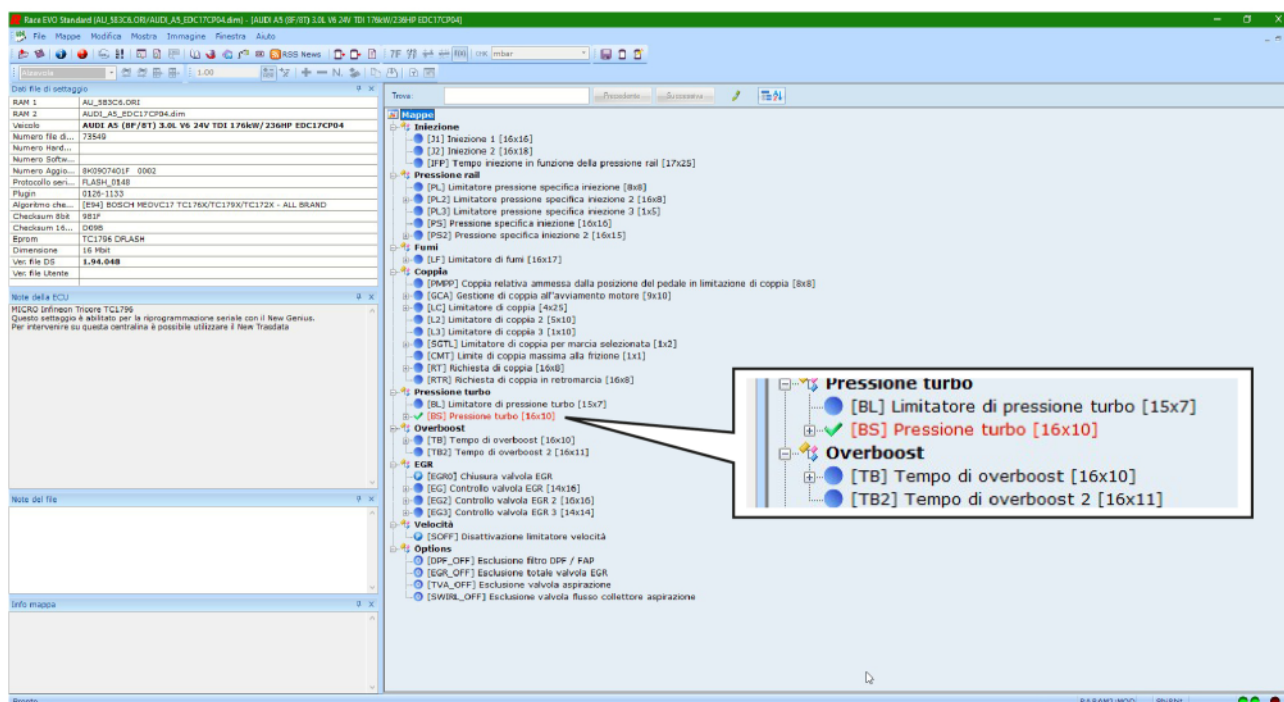 Race EVO Standard (AU_583C6.ORI/AUDI_A5_EDC17CP04.dim) - [AUDI A5 (8F/8T) 3.0L V6 24V TDI 176kW/236HP EDC17CP04]
File Mappe Modifica Mostra Immagine Finestra Aiuto
RSS News mbar
1.00 N.
Dati file di settaggio
RAM 1 AU_583C6.ORI
RAM 2 AUDI_A5_EDC17CP04.dim
Veicolo AUDI A5 (8F/8T) 3.0L V6 24V TDI 176kW/236HP EDC17CP04
Numero file d... 73549
Numero Hard...
Numero Softw...
Numero Aggio... 8K0907401F 0002
Protocollo seri... FLASH_0148
Plugin 0126-1133
Algoritmo che... [E94] BOSCH MEDVC17 TC176X/TC179X/TC172X - ALL BRAND
Checksum 8bit 981F
Checksum 16... D09B
Eprom TC1796 DFLASH
Dimensione 16 Mbit
Ver. file DS 1.94.048
Ver. file Utente
Note della ECU
MICRO Infineon Tricore TC1796
Questo settaggio è abilitato per la riprogrammazione seriale con il New Genius.
Per intervenire su questa centralina è possibile utilizzare il New Trasdata
Note del file
Info mappa
Trova: Precedente Successiva
Mappe
Iniezione
[J1] Iniezione 1 [16x16]
[J2] Iniezione 2 [16x18]
[IFP] Tempo iniezione in funzione della pressione rail [17x25]
Pressione rail
[PL] Limitatore pressione specifica iniezione [8x8]
[PL2] Limitatore pressione specifica iniezione 2 [16x8]
[PL3] Limitatore pressione specifica iniezione 3 [1x5]
[PS] Pressione specifica iniezione [16x16]
[PS2] Pressione specifica iniezione 2 [16x15]
Fumi
[LF] Limitatore di fumi [16x17]
Coppia
[PMPP] Coppia relativa ammessa dalla posizione del pedale in limitazione di coppia [8x8]
[GCA] Gestione di coppia all'avviamento motore [9x10]
[LC] Limitatore di coppia [4x25]
[L2] Limitatore di coppia 2 [5x10]
[L3] Limitatore di coppia 3 [1x10]
[SGTL] Limitatore di coppia per marcia selezionata [1x2]
[CMT] Limite di coppia massima alla frizione [1x1]
[RT] Richiesta di coppia [16x8]
[RTR] Richiesta di coppia in retromarcia [16x8]
Pressione turbo
[BL] Limitatore di pressione turbo [15x7]
[BS] Pressione turbo [16x10]
Overboost
[TB] Tempo di overboost [16x10]
[TB2] Tempo di overboost 2 [16x11]
EGR
[EGR0] Chiusura valvola EGR
[EG] Controllo valvola EGR [14x16]
[EG2] Controllo valvola EGR 2 [16x16]
[EG3] Controllo valvola EGR 3 [14x14]
Velocità
[SOFF] Disattivazione limitatore velocità
Options
[DPF_OFF] Esclusione filtro DPF / FAP
[EGR_OFF] Esclusione totale valvola EGR
[TVA_OFF] Esclusione valvola aspirazione
[SWIRL_OFF] Esclusione valvola flusso collettore aspirazione
Pressione turbo
[BL] Limitatore di pressione turbo [15x7]
[BS] Pressione turbo [16x10]
Overboost
[TB] Tempo di overboost [16x10]
[TB2] Tempo di overboost 2 [16x11]